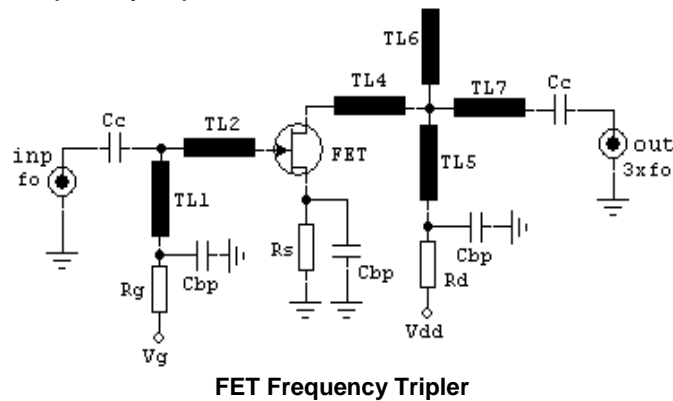 TL6
TL4
TL7
Cc
Cc
TL2
inp
fo
FET
out
3xfo
TL5
TL1
Rs
Cbp
Cbp
Cbp
Rg
Rd
Vdd
Vg
FET Frequency Tripler